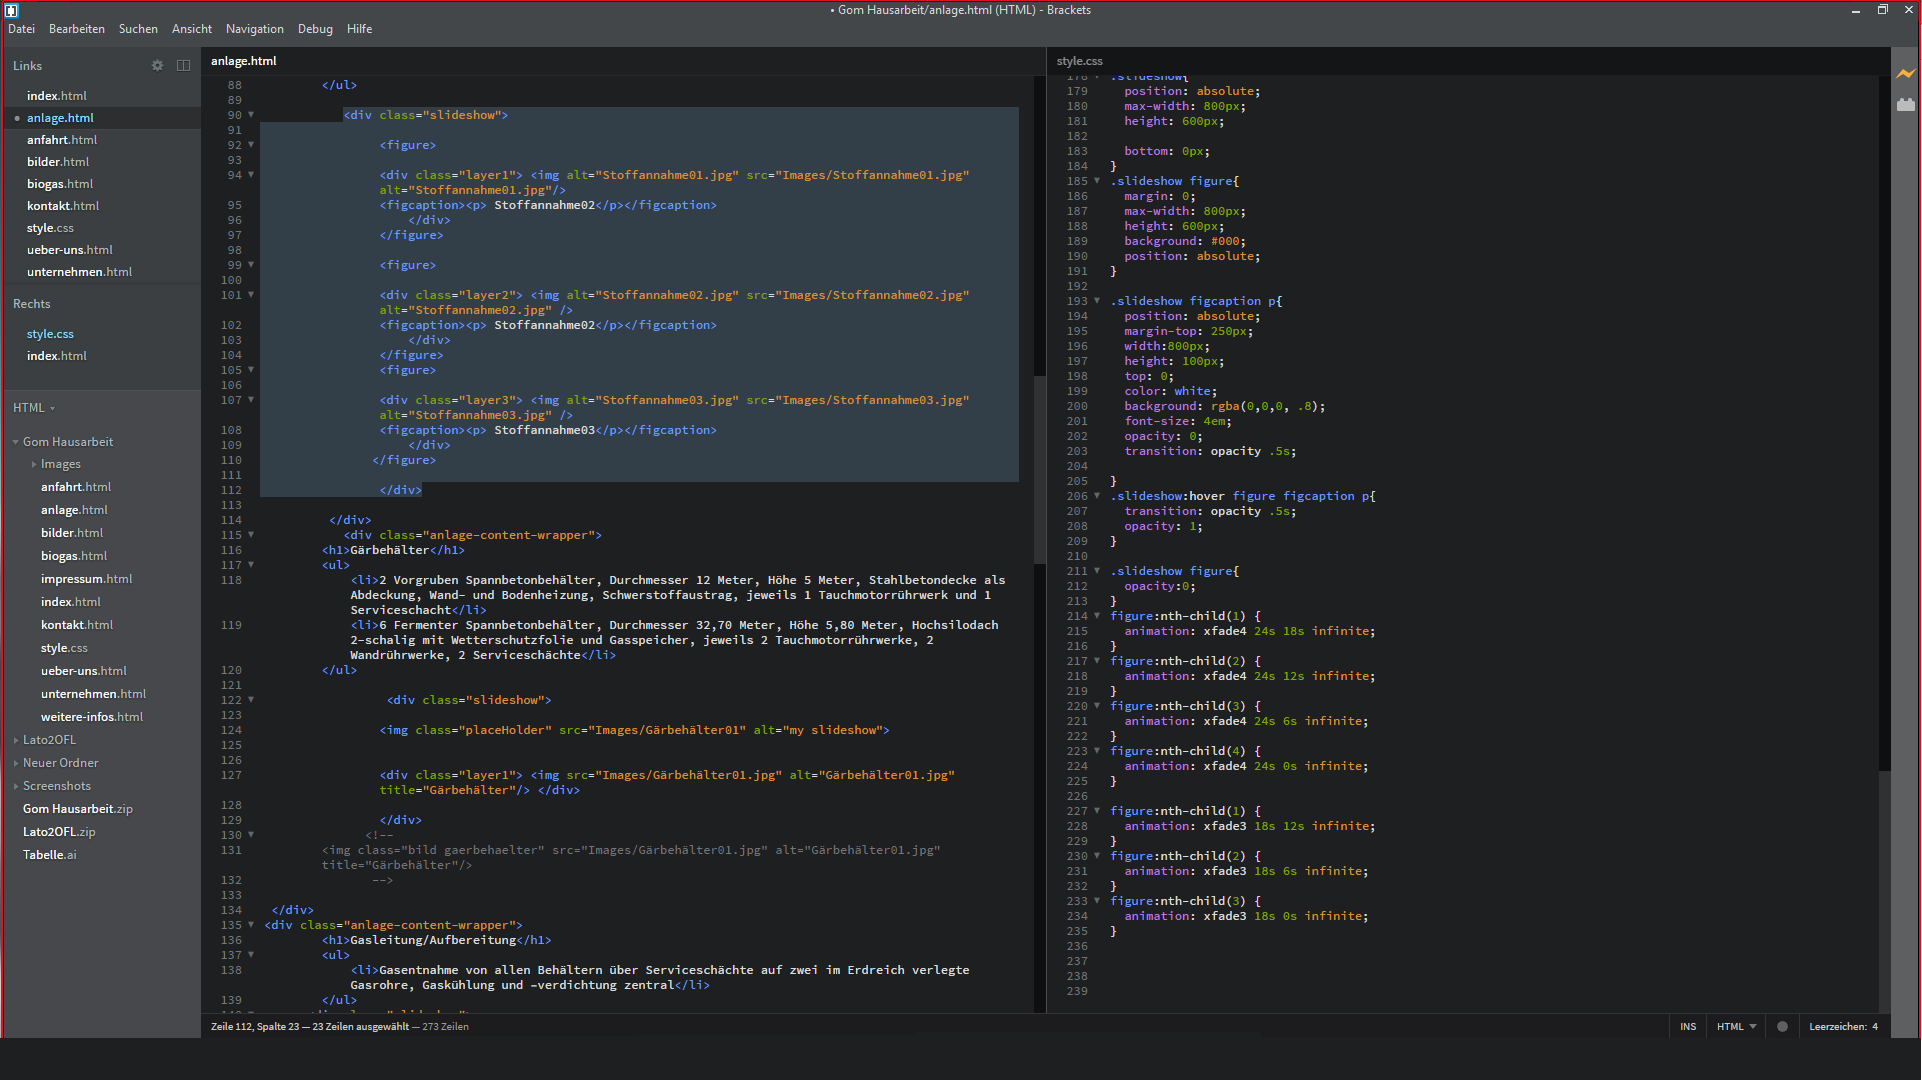 • Gom Hausarbeit/anlage.html (HTML) - Brackets
Datei Bearbeiten Suchen Ansicht Navigation Debug Hilfe
Links
index.html
anlage.html
anfahrt.html
bilder.html
biogas.html
kontakt.html
style.css
ueber-uns.html
unternehmen.html
Rechts
style.css
index.html
HTML
Gom Hausarbeit
Images
anfahrt.html
anlage.html
bilder.html
biogas.html
impressum.html
index.html
kontakt.html
style.css
ueber-uns.html
unternehmen.html
weitere-infos.html
Lato2OFL
Neuer Ordner
Screenshots
Gom Hausarbeit.zip
Lato2OFL.zip
Tabelle.ai
anlage.html
88 </ul>
89
90 <div class="slideshow">
91
92 <figure>
93
94 <div class="layer1"> <img alt="Stoffannahme01.jpg" src="Images/Stoffannahme01.jpg"
alt="Stoffannahme01.jpg"/>
95 <figcaption><p> Stoffannahme02</p></figcaption>
96 </div>
97 </figure>
98
99 <figure>
100
101 <div class="layer2"> <img alt="Stoffannahme02.jpg" src="Images/Stoffannahme02.jpg"
alt="Stoffannahme02.jpg" />
102 <figcaption><p> Stoffannahme02</p></figcaption>
103 </div>
104 </figure>
105 <figure>
106
107 <div class="layer3"> <img alt="Stoffannahme03.jpg" src="Images/Stoffannahme03.jpg"
alt="Stoffannahme03.jpg" />
108 <figcaption><p> Stoffannahme03</p></figcaption>
109 </div>
110 </figure>
111
112 </div>
113
114 </div>
115 <div class="anlage-content-wrapper">
116 <h1>Gärbehälter</h1>
117 <ul>
118 <li>2 Vorgruben Spannbetonbehälter, Durchmesser 12 Meter, Höhe 5 Meter, Stahlbetondecke als
Abdeckung, Wand- und Bodenheizung, Schwerstoffaustrag, jeweils 1 Tauchmotorrührwerk und 1
Serviceschacht</li>
119 <li>6 Fermenter Spannbetonbehälter, Durchmesser 32,70 Meter, Höhe 5,80 Meter, Hochsilodach
2-schalig mit Wetterschutzfolie und Gasspeicher, jeweils 2 Tauchmotorrührwerke, 2
Wandrührwerke, 2 Serviceschächte</li>
120 </ul>
121
122 <div class="slideshow">
123
124 <img class="placeHolder" src="Images/Gärbehälter01" alt="my slideshow">
125
126
127 <div class="layer1"> <img src="Images/Gärbehälter01.jpg" alt="Gärbehälter01.jpg"
title="Gärbehälter"/> </div>
128
129 </div>
130 <!--
131 <img class="bild gaerbehaelter" src="Images/Gärbehälter01.jpg" alt="Gärbehälter01.jpg"
title="Gärbehälter"/>
132 -->
133
134 </div>
135 <div class="anlage-content-wrapper">
136 <h1>Gasleitung/Aufbereitung</h1>
137 <ul>
138 <li>Gasentnahme von allen Behältern über Serviceschächte auf zwei im Erdreich verlegte
Gasrohre, Gaskühlung und -verdichtung zentral</li>
139 </ul>
style.css
178 .slideshow{
179 position: absolute;
180 max-width: 800px;
181 height: 600px;
182
183 bottom: 0px;
184 }
185 .slideshow figure{
186 margin: 0;
187 max-width: 800px;
188 height: 600px;
189 background: #000;
190 position: absolute;
191 }
192
193 .slideshow figcaption p{
194 position: absolute;
195 margin-top: 250px;
196 width:800px;
197 height: 100px;
198 top: 0;
199 color: white;
200 background: rgba(0,0,0, .8);
201 font-size: 4em;
202 opacity: 0;
203 transition: opacity .5s;
204
205 }
206 .slideshow:hover figure figcaption p{
207 transition: opacity .5s;
208 opacity: 1;
209 }
210
211 .slideshow figure{
212 opacity:0;
213 }
214 figure:nth-child(1) {
215 animation: xfade4 24s 18s infinite;
216 }
217 figure:nth-child(2) {
218 animation: xfade4 24s 12s infinite;
219 }
220 figure:nth-child(3) {
221 animation: xfade4 24s 6s infinite;
222 }
223 figure:nth-child(4) {
224 animation: xfade4 24s 0s infinite;
225 }
226
227 figure:nth-child(1) {
228 animation: xfade3 18s 12s infinite;
229 }
230 figure:nth-child(2) {
231 animation: xfade3 18s 6s infinite;
232 }
233 figure:nth-child(3) {
234 animation: xfade3 18s 0s infinite;
235 }
236
237
238
239
Zeile 112, Spalte 23 — 23 Zeilen ausgewählt — 273 Zeilen
INS HTML Leerzeichen: 4